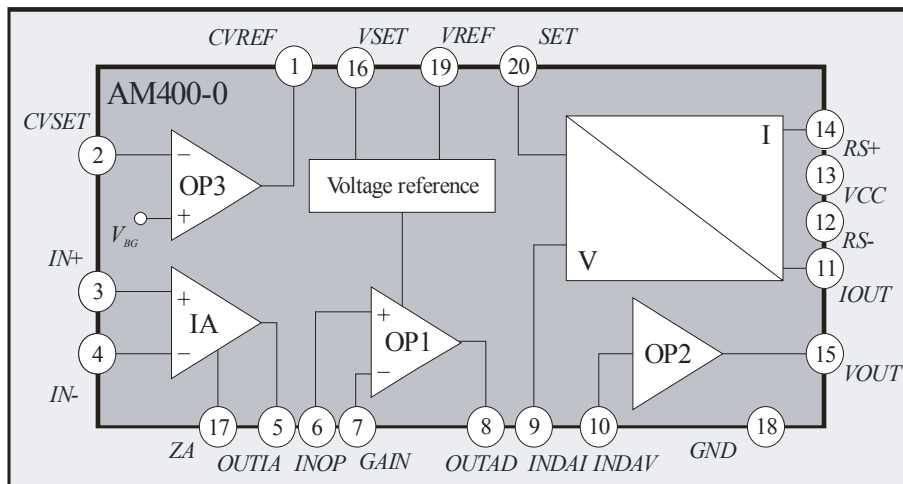 CVREF
VSET
VREF
SET
1
16
19
20
AM400-0
CVSET
2
−
OP3
+
V_BG
Voltage reference
I
V
14
RS+
13
VCC
12
RS-
11
IOUT
IN+
3
+
IA
−
4
IN-
+
OP1
−
OP2
15
VOUT
17
5
6
7
8
9
10
18
ZA
OUTIA
INOP
GAIN
OUTAD
INDAI
INDAV
GND